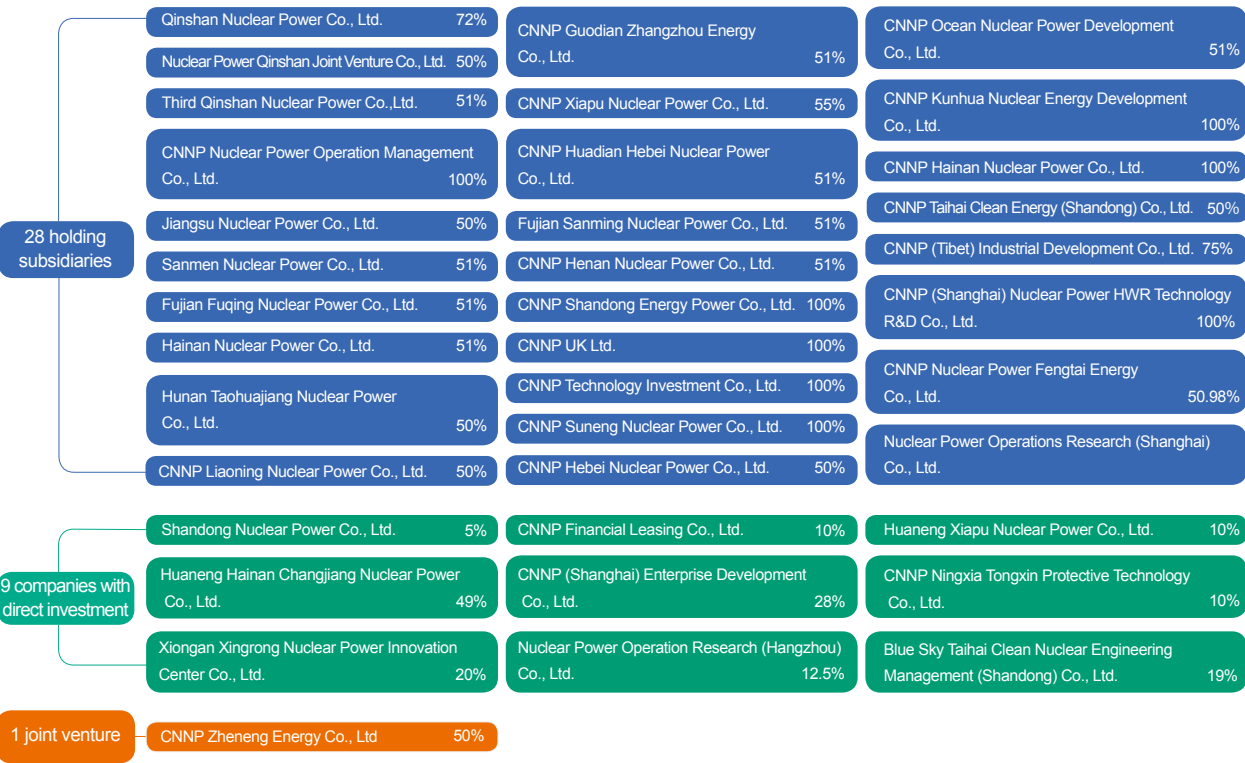 28 holding
subsidiaries
Qinshan Nuclear Power Co., Ltd. 72%
Nuclear Power Qinshan Joint Venture Co., Ltd. 50%
Third Qinshan Nuclear Power Co.,Ltd. 51%
CNNP Nuclear Power Operation Management
Co., Ltd. 100%
Jiangsu Nuclear Power Co., Ltd. 50%
Sanmen Nuclear Power Co., Ltd. 51%
Fujian Fuqing Nuclear Power Co., Ltd. 51%
Hainan Nuclear Power Co., Ltd. 51%
Hunan Taohuajiang Nuclear Power
Co., Ltd. 50%
CNNP Liaoning Nuclear Power Co., Ltd. 50%
CNNP Guodian Zhangzhou Energy
Co., Ltd. 51%
CNNP Xiapu Nuclear Power Co., Ltd. 55%
CNNP Huadian Hebei Nuclear Power
Co., Ltd. 51%
Fujian Sanming Nuclear Power Co., Ltd. 51%
CNNP Henan Nuclear Power Co., Ltd. 51%
CNNP Shandong Energy Power Co., Ltd. 100%
CNNP UK Ltd. 100%
CNNP Technology Investment Co., Ltd. 100%
CNNP Suneng Nuclear Power Co., Ltd. 100%
CNNP Hebei Nuclear Power Co., Ltd. 50%
CNNP Ocean Nuclear Power Development
Co., Ltd. 51%
CNNP Kunhua Nuclear Energy Development
Co., Ltd. 100%
CNNP Hainan Nuclear Power Co., Ltd. 100%
CNNP Taihai Clean Energy (Shandong) Co., Ltd. 50%
CNNP (Tibet) Industrial Development Co., Ltd. 75%
CNNP (Shanghai) Nuclear Power HWR Technology
R&D Co., Ltd. 100%
CNNP Nuclear Power Fengtai Energy
Co., Ltd. 50.98%
Nuclear Power Operations Research (Shanghai)
Co., Ltd.
9 companies with
direct investment
Shandong Nuclear Power Co., Ltd. 5%
Huaneng Hainan Changjiang Nuclear Power
Co., Ltd. 49%
Xiongan Xingrong Nuclear Power Innovation
Center Co., Ltd. 20%
CNNP Financial Leasing Co., Ltd. 10%
CNNP (Shanghai) Enterprise Development
Co., Ltd. 28%
Nuclear Power Operation Research (Hangzhou)
Co., Ltd. 12.5%
Huaneng Xiapu Nuclear Power Co., Ltd. 10%
CNNP Ningxia Tongxin Protective Technology
Co., Ltd. 10%
Blue Sky Taihai Clean Nuclear Engineering
Management (Shandong) Co., Ltd. 19%
1 joint venture
CNNP Zheneng Energy Co., Ltd 50%